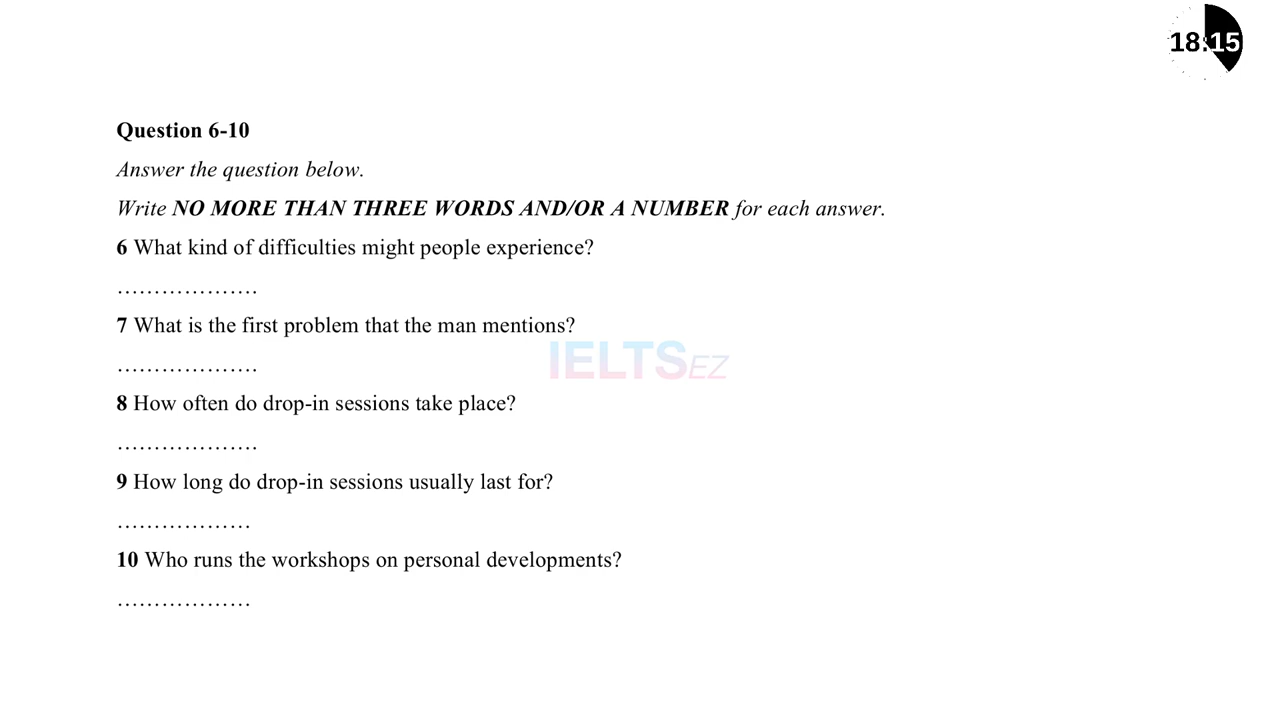 18:15
Question 6-10
Answer the question below.
Write NO MORE THAN THREE WORDS AND/OR A NUMBER for each answer.
6 What kind of difficulties might people experience?
……………….
7 What is the first problem that the man mentions?
……………….
IELTSEZ
8 How often do drop-in sessions take place?
……………….
9 How long do drop-in sessions usually last for?
………………
10 Who runs the workshops on personal developments?
………………